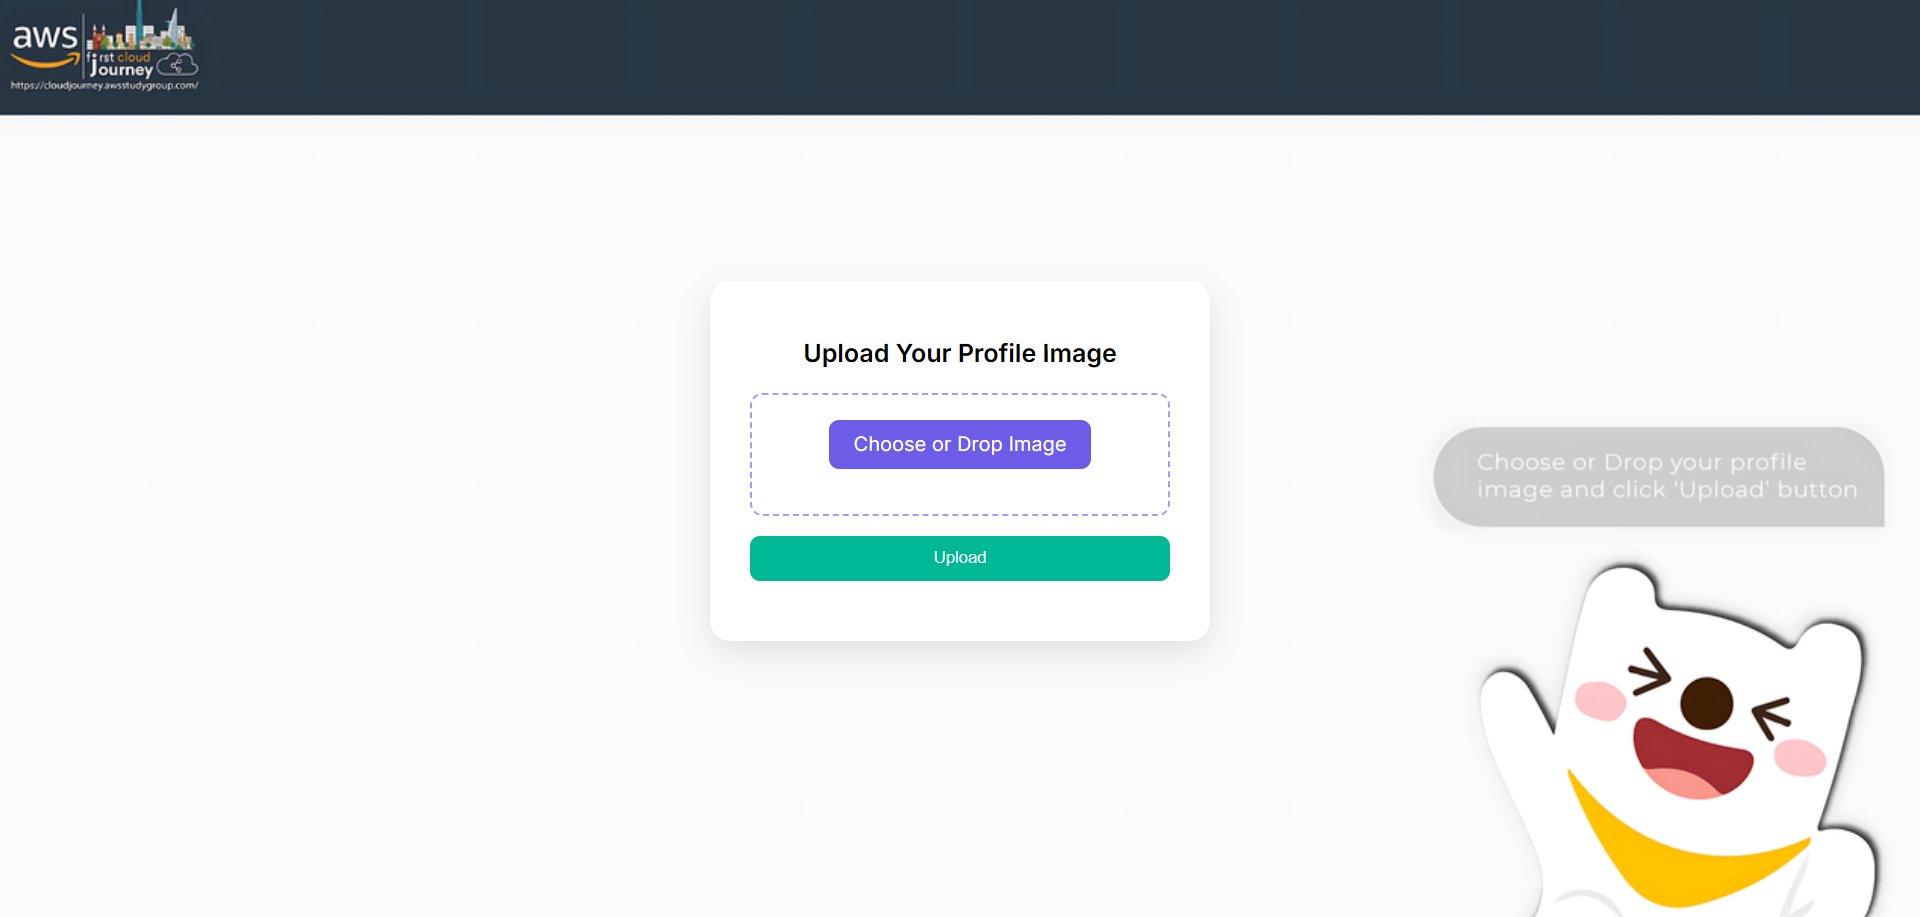 aws
first cloud
journey
https://cloudjourney.awsstudygroup.com/
Upload Your Profile Image
Choose or Drop Image
Upload
Choose or Drop your profile
image and click ‘Upload’ button